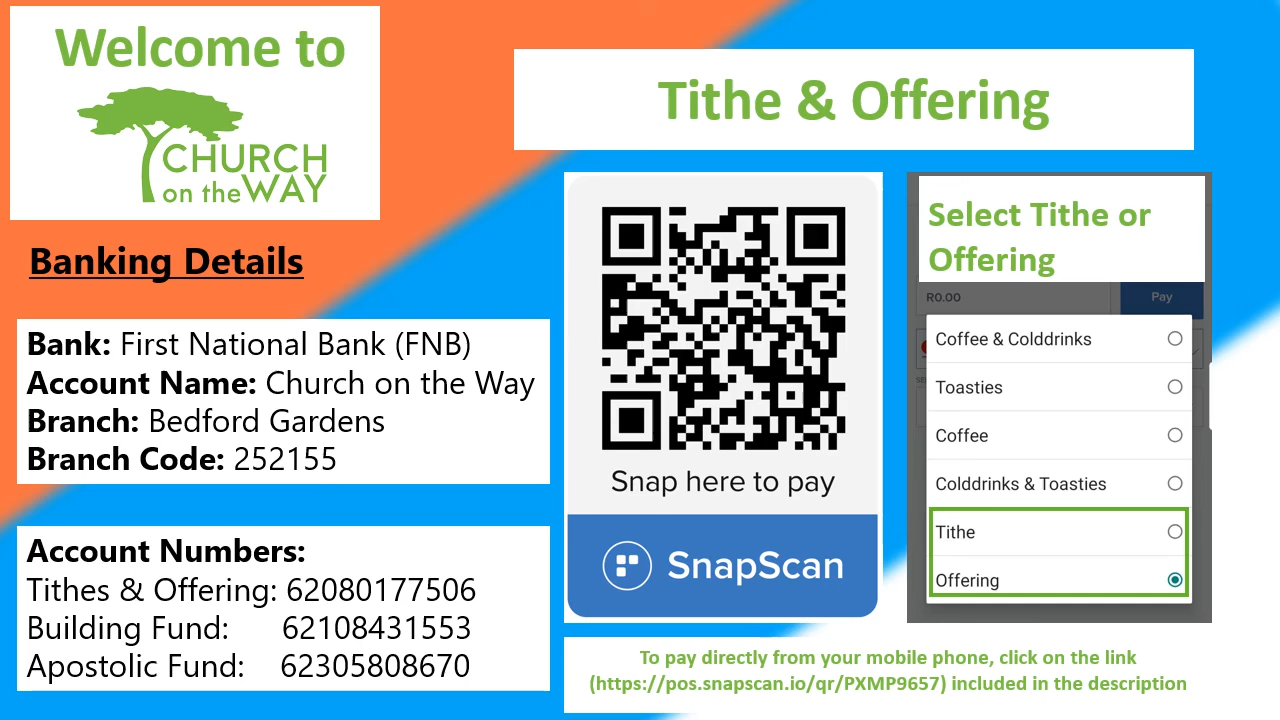 Welcome to
CHURCH
on the WAY
Banking Details
Bank: First National Bank (FNB)
Account Name: Church on the Way
Branch: Bedford Gardens
Branch Code: 252155
Account Numbers:
Tithes & Offering: 62080177506
Building Fund: 62108431553
Apostolic Fund: 62305808670
Tithe & Offering
Snap here to pay
SnapScan
Select Tithe or
Offering
R0.00
Pay
Coffee & Colddrinks
Toasties
Coffee
Colddrinks & Toasties
Tithe
Offering
To pay directly from your mobile phone, click on the link
(https://pos.snapscan.io/qr/PXMP9657) included in the description